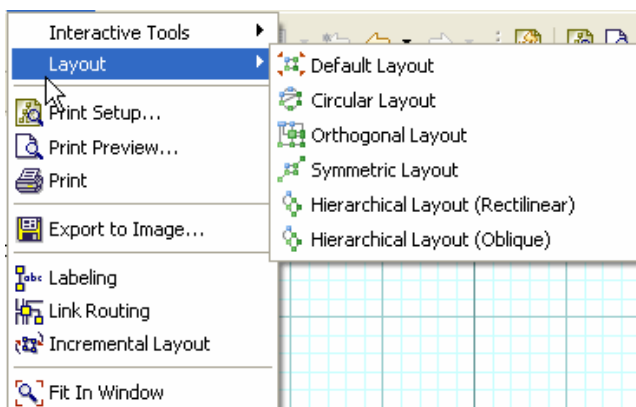 Interactive Tools
Layout
Print Setup...
Print Preview...
Print
Export to Image...
abc Labeling
Link Routing
Incremental Layout
Fit In Window
Default Layout
Circular Layout
Orthogonal Layout
Symmetric Layout
Hierarchical Layout (Rectilinear)
Hierarchical Layout (Oblique)